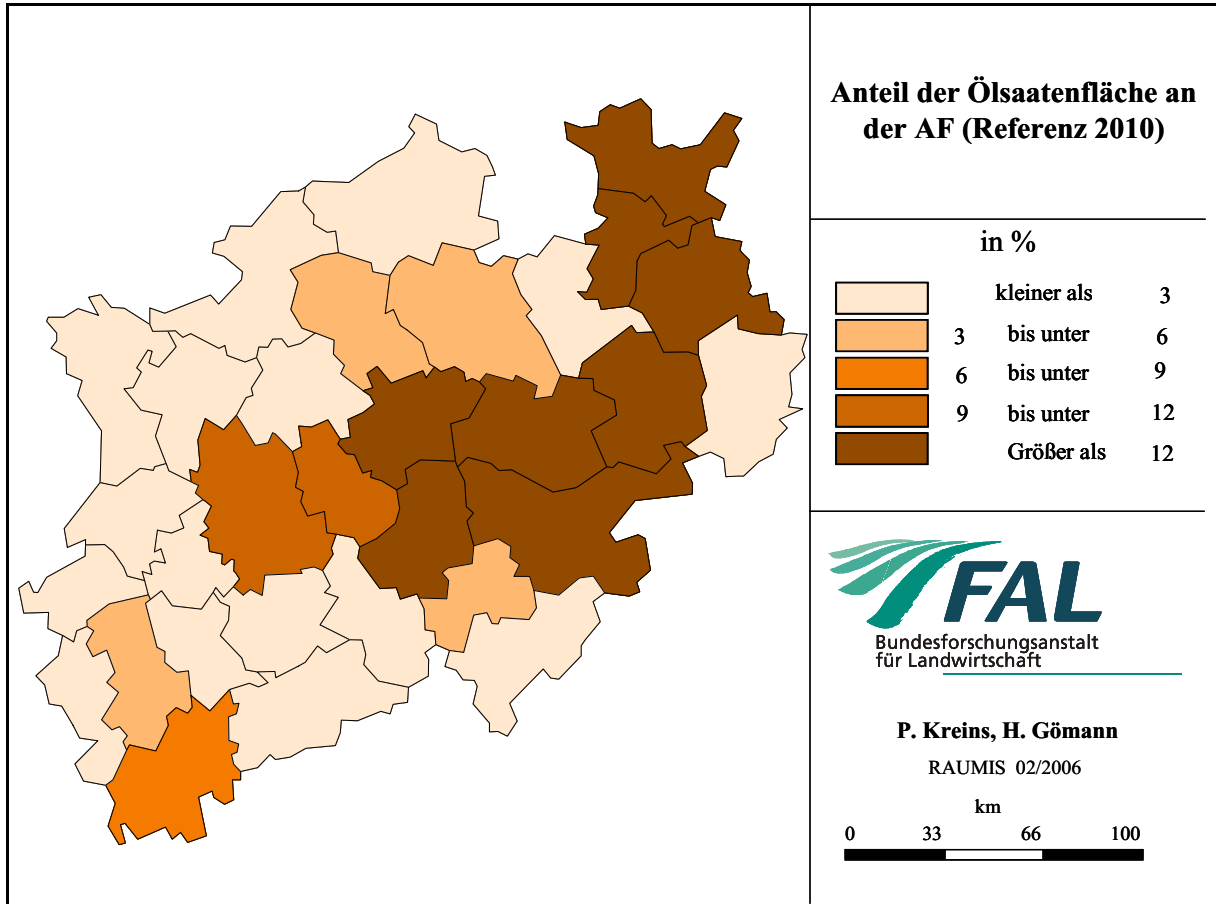 Anteil der Ölsaatenfläche an
der AF (Referenz 2010)
in %
kleiner als 3
3 bis unter 6
6 bis unter 9
9 bis unter 12
Größer als 12
FAL
Bundesforschungsanstalt
für Landwirtschaft
P. Kreins, H. Gömann
RAUMIS 02/2006
km
0 33 66 100